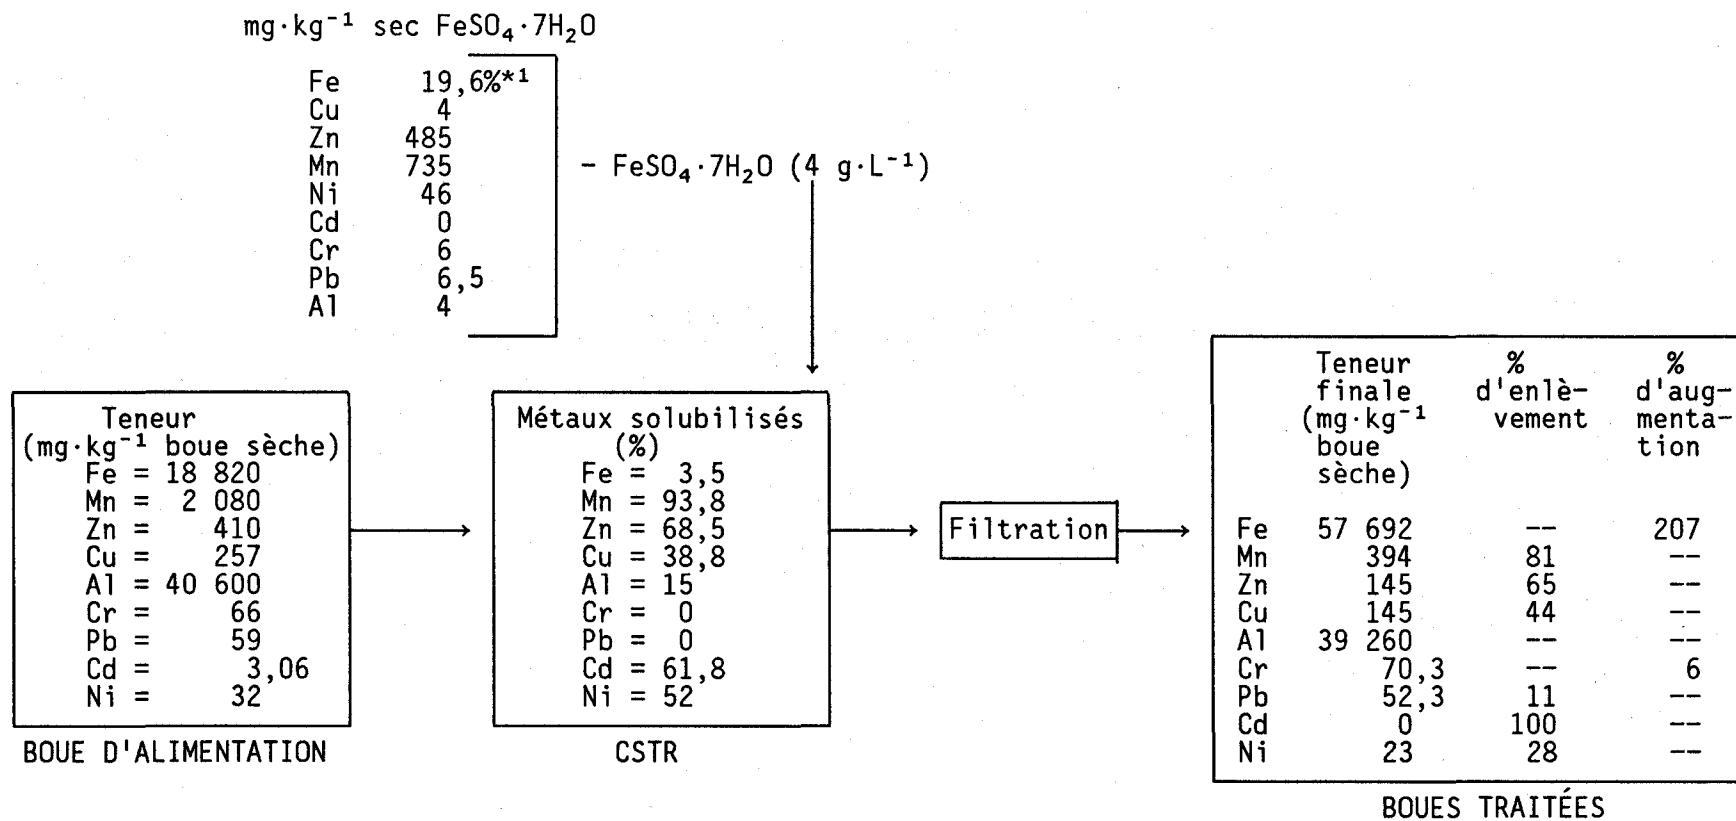 mg·kg⁻¹ sec FeSO₄·7H₂O
Fe 19,6%*¹
Cu 4
Zn 485
Mn 735
Ni 46
Cd 0
Cr 6
Pb 6,5
Al 4
– FeSO₄·7H₂O (4 g·L⁻¹)
Teneur
(mg·kg⁻¹ boue sèche)
Fe = 18 820
Mn = 2 080
Zn = 410
Cu = 257
Al = 40 600
Cr = 66
Pb = 59
Cd = 3,06
Ni = 32
BOUE D'ALIMENTATION
Métaux solubilisés
(%)
Fe = 3,5
Mn = 93,8
Zn = 68,5
Cu = 38,8
Al = 15
Cr = 0
Pb = 0
Cd = 61,8
Ni = 52
CSTR
Filtration
Teneur % %
finale d'enlè- d'aug-
(mg·kg⁻¹ vement menta-
boue tion
sèche)
Fe 57 692 -- 207
Mn 394 81 --
Zn 145 65 --
Cu 145 44 --
Al 39 260 -- --
Cr 70,3 -- 6
Pb 52,3 11 --
Cd 0 100 --
Ni 23 28 --
BOUES TRAITÉES